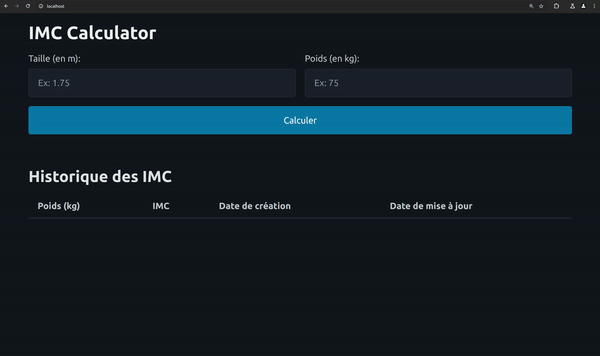 localhost
IMC Calculator
Taille (en m): Poids (en kg):
Ex: 1.75 Ex: 75
Calculer
Historique des IMC
Poids (kg) IMC Date de création Date de mise à jour